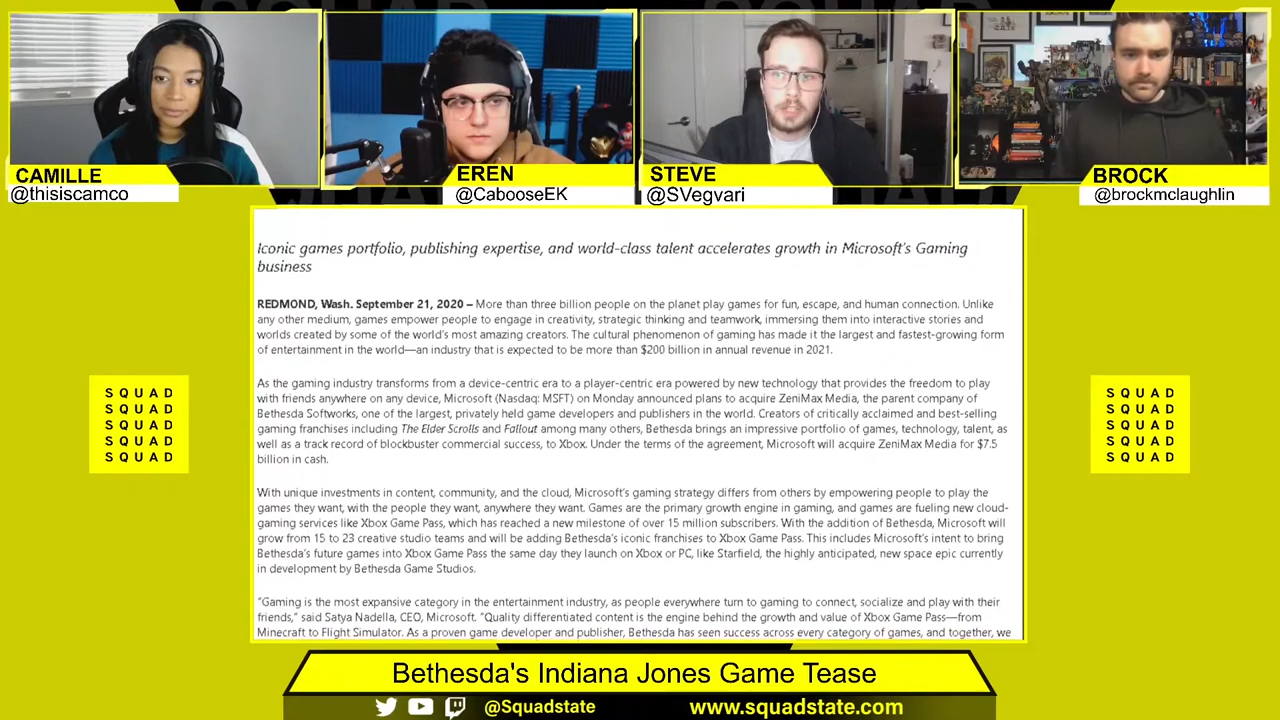 CAMILLE
@thisiscamco
EREN
@CabooseEK
STEVE
@SVegvari
BROCK
@brockmclaughlin
Iconic games portfolio, publishing expertise, and world-class talent accelerates growth in Microsoft's Gaming
business
REDMOND, Wash. September 21, 2020 – More than three billion people on the planet play games for fun, escape, and human connection. Unlike
any other medium, games empower people to engage in creativity, strategic thinking and teamwork, immersing them into interactive stories and
worlds created by some of the world's most amazing creators. The cultural phenomenon of gaming has made it the largest and fastest-growing form
of entertainment in the world—an industry that is expected to be more than $200 billion in annual revenue in 2021.
As the gaming industry transforms from a device-centric era to a player-centric era powered by new technology that provides the freedom to play
with friends anywhere on any device, Microsoft (Nasdaq: MSFT) on Monday announced plans to acquire ZeniMax Media, the parent company of
Bethesda Softworks, one of the largest, privately held game developers and publishers in the world. Creators of critically acclaimed and best-selling
gaming franchises including The Elder Scrolls and Fallout among many others, Bethesda brings an impressive portfolio of games, technology, talent, as
well as a track record of blockbuster commercial success, to Xbox. Under the terms of the agreement, Microsoft will acquire ZeniMax Media for $7.5
billion in cash.
With unique investments in content, community, and the cloud, Microsoft's gaming strategy differs from others by empowering people to play the
games they want, with the people they want, anywhere they want. Games are the primary growth engine in gaming, and games are fueling new cloud-
gaming services like Xbox Game Pass, which has reached a new milestone of over 15 million subscribers. With the addition of Bethesda, Microsoft will
grow from 15 to 23 creative studio teams and will be adding Bethesda's iconic franchises to Xbox Game Pass. This includes Microsoft's intent to bring
Bethesda's future games into Xbox Game Pass the same day they launch on Xbox or PC, like Starfield, the highly anticipated, new space epic currently
in development by Bethesda Game Studios.
"Gaming is the most expansive category in the entertainment industry, as people everywhere turn to gaming to connect, socialize and play with their
friends," said Satya Nadella, CEO, Microsoft. "Quality differentiated content is the engine behind the growth and value of Xbox Game Pass—from
Minecraft to Flight Simulator. As a proven game developer and publisher, Bethesda has seen success across every category of games, and together, we
SQUAD
SQUAD
SQUAD
SQUAD
SQUAD
SQUAD
SQUAD
SQUAD
SQUAD
SQUAD
Bethesda's Indiana Jones Game Tease
@Squadstate
www.squadstate.com